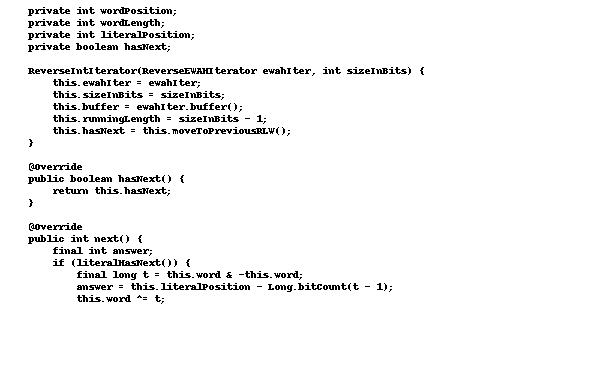 private int wordPosition;
private int wordLength;
private int literalPosition;
private boolean hasNext;
ReverseIntIterator(ReverseEWAHIterator ewahIter, int sizeInBits) {
this.ewahIter = ewahIter;
this.sizeInBits = sizeInBits;
this.buffer = ewahIter.buffer();
this.runningLength = sizeInBits - 1;
this.hasNext = this.moveToPreviousRLW();
}
@Override
public boolean hasNext() {
return this.hasNext;
}
@Override
public int next() {
final int answer;
if (literalHasNext()) {
final long t = this.word & -this.word;
answer = this.literalPosition - Long.bitCount(t - 1);
this.word ^= t;